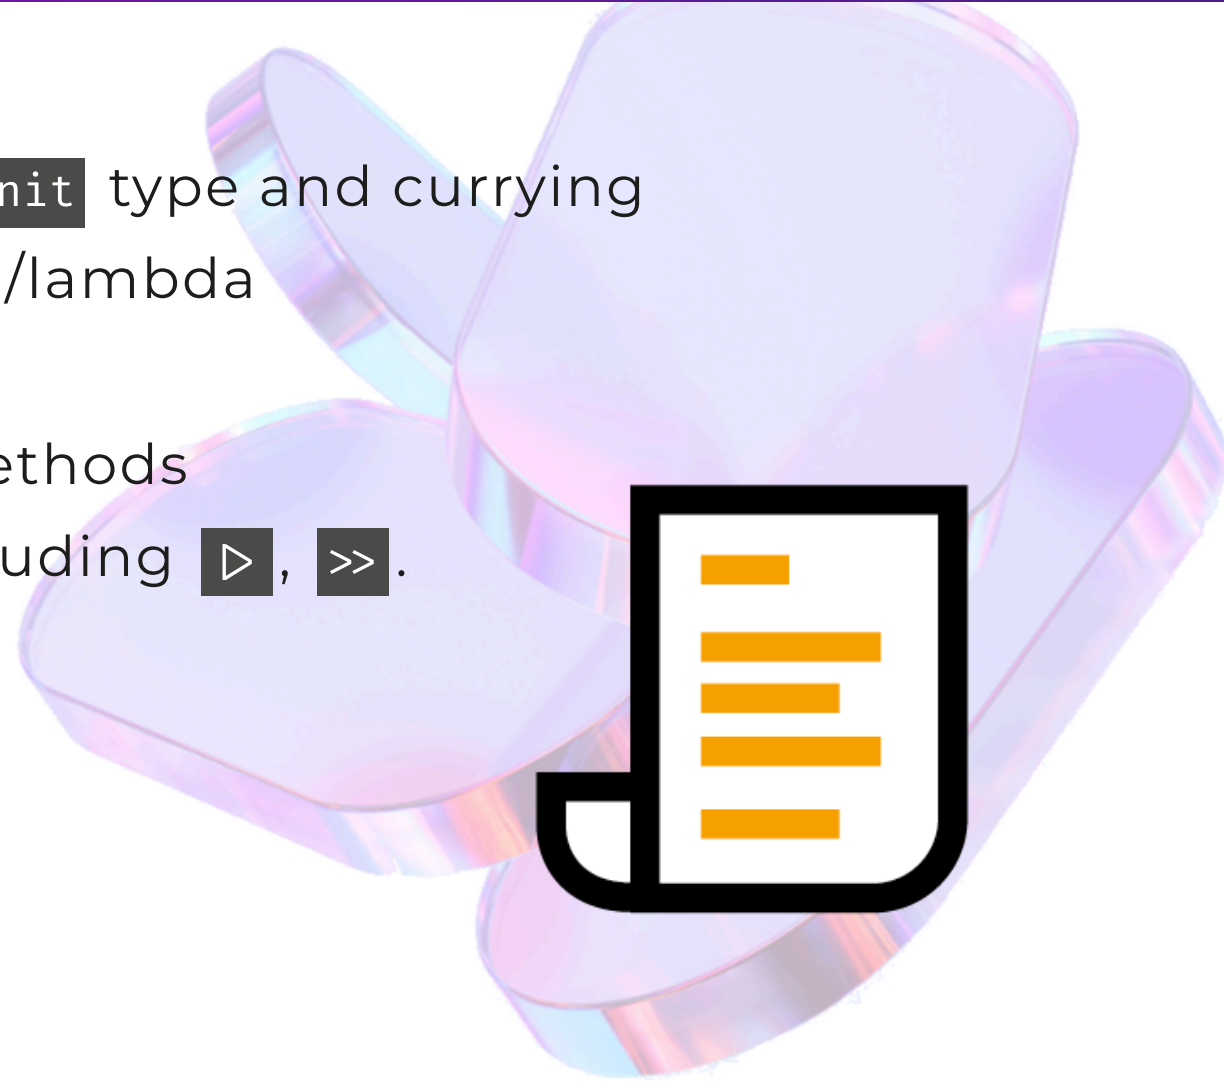 nit type and currying
/lambda
ethods
uding ▷, >>.